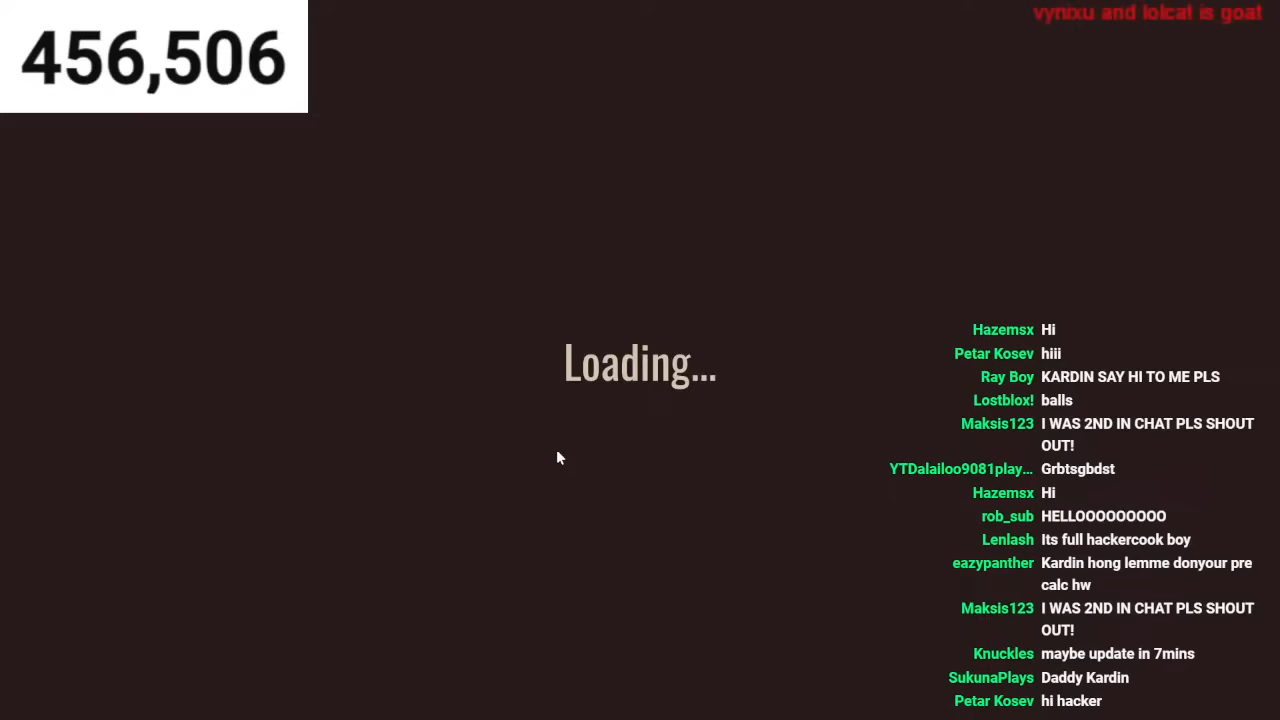 456,506
vynixu and lolcat is goat
Loading...
Hazemsx Hi
Petar Kosev hiii
Ray Boy KARDIN SAY HI TO ME PLS
Lostblox! balls
Maksis123 I WAS 2ND IN CHAT PLS SHOUT
OUT!
YTDalailoo9081play... Grbtsgbdst
Hazemsx Hi
rob_sub HELLOOOOOOOOO
Lenlash Its full hackercook boy
eazypanther Kardin hong lemme donyour pre
calc hw
Maksis123 I WAS 2ND IN CHAT PLS SHOUT
OUT!
Knuckles maybe update in 7mins
SukunaPlays Daddy Kardin
Petar Kosev hi hacker